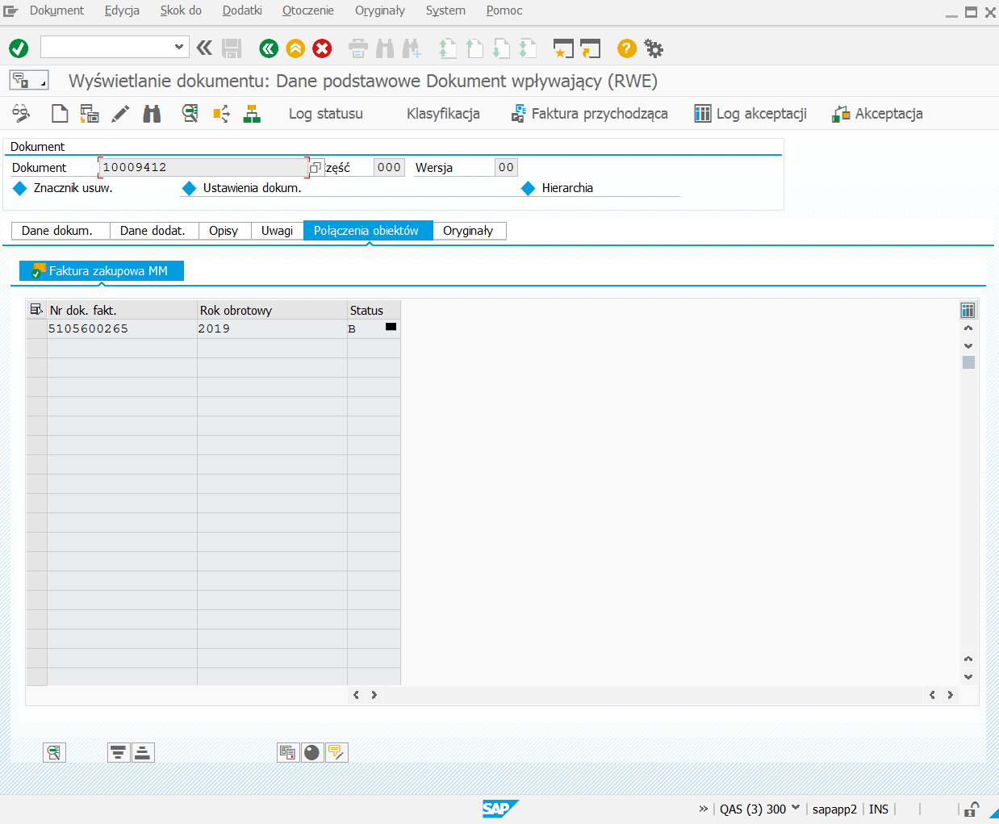 Dokument Edycja Skok do Dodatki Otoczenie Oryginały System Pomoc
Wyświetlanie dokumentu: Dane podstawowe Dokument wpływający (RWE)
Log statusu Klasyfikacja Faktura przychodząca Log akceptacji Akceptacja
Dokument
Dokument 10009412 zęść 000 Wersja 00
Znacznik usuw. Ustawienia dokum. Hierarchia
Dane dokum. Dane dodat. Opisy Uwagi Połączenia obiektów Oryginały
Faktura zakupowa MM
Nr dok. fakt. Rok obrotowy Status
5105600265 2019 B
SAP QAS (3) 300 sapapp2 INS